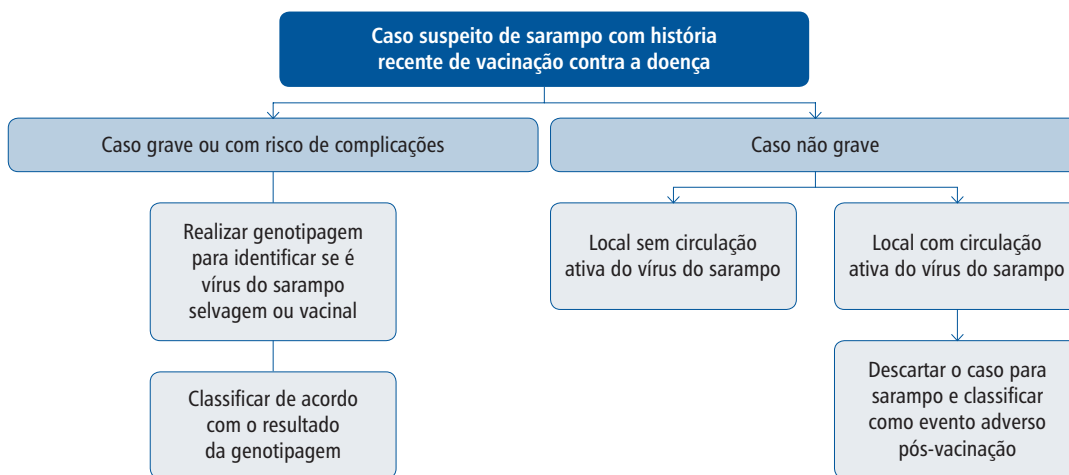 Caso suspeito de sarampo com história
recente de vacinação contra a doença
Caso grave ou com risco de complicações
Caso não grave
Realizar genotipagem
para identificar se é
vírus do sarampo
selvagem ou vacinal
Local sem circulação
ativa do vírus do sarampo
Local com circulação
ativa do vírus do sarampo
Classificar de acordo
com o resultado
da genotipagem
Descartar o caso para
sarampo e classificar
como evento adverso
pós-vacinação